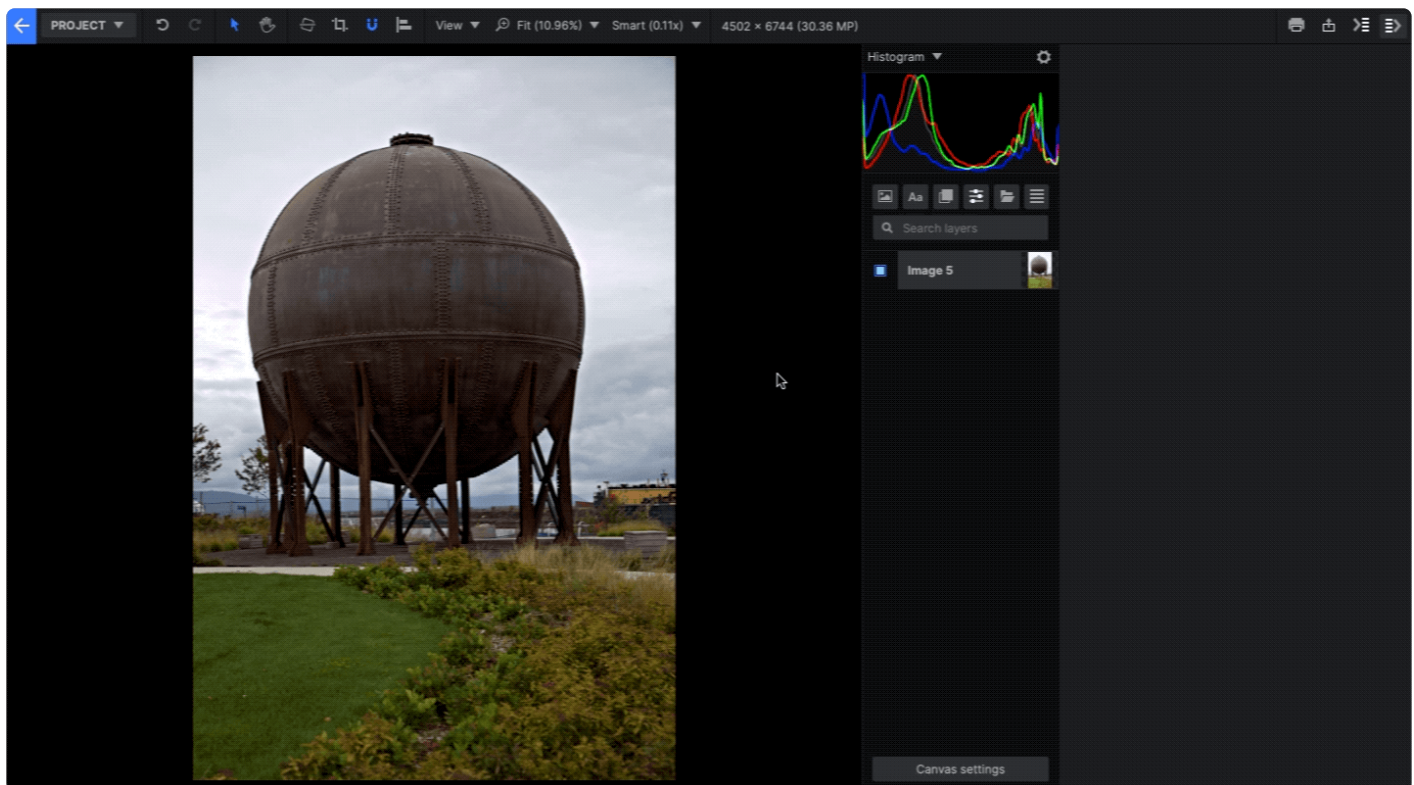 PROJECT View Fit (10.96%) Smart (0.11x) 4502 × 6744 (30.36 MP)
Histogram
Aa
Search layers
Image 5
Canvas settings